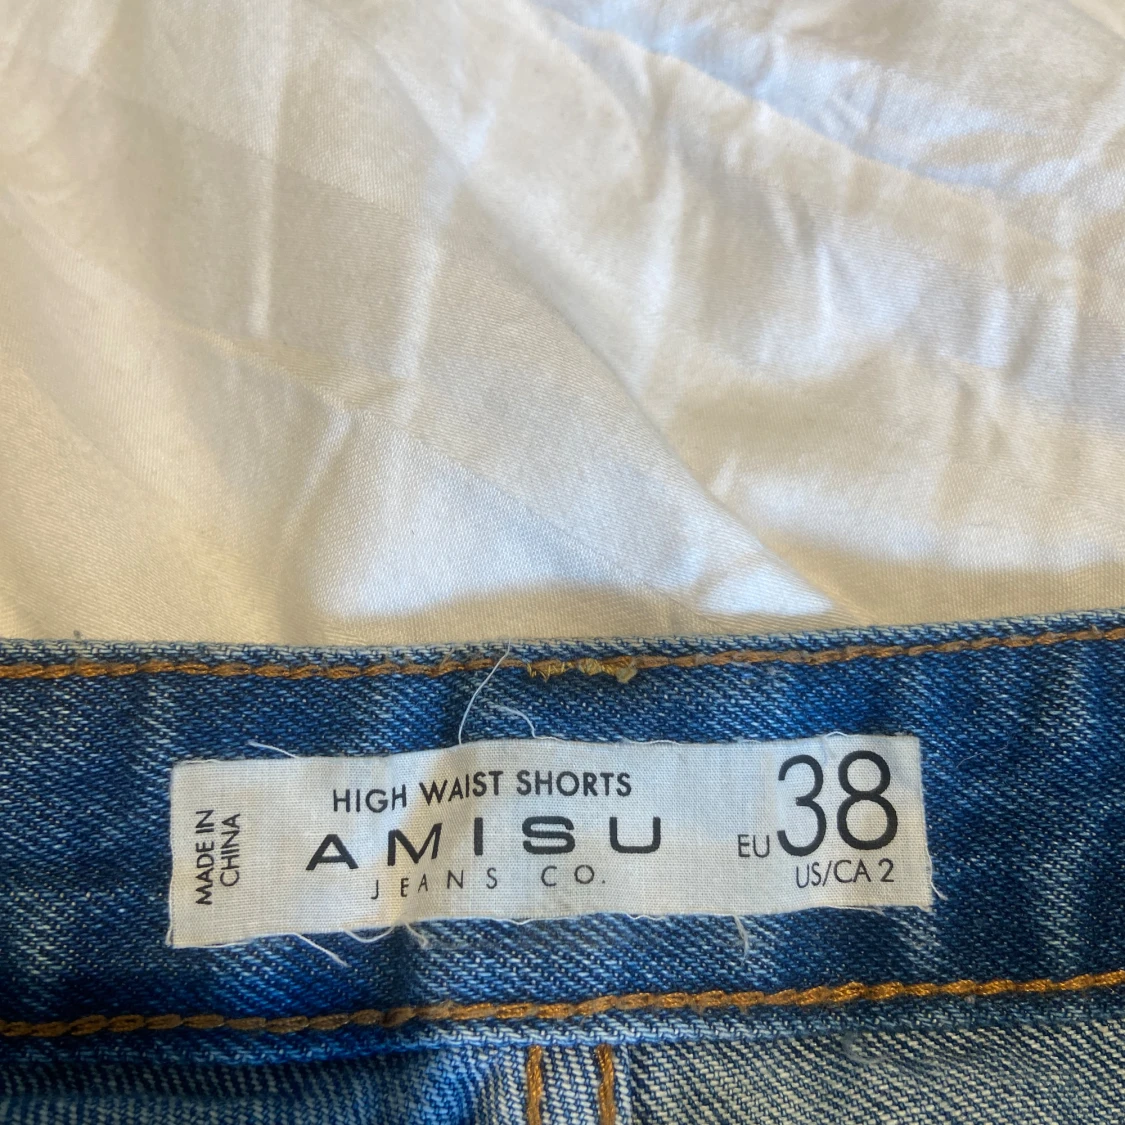 MADE IN
CHINA
HIGH WAIST SHORTS
AMISU
JEANS CO.
EU 38
US/CA 2